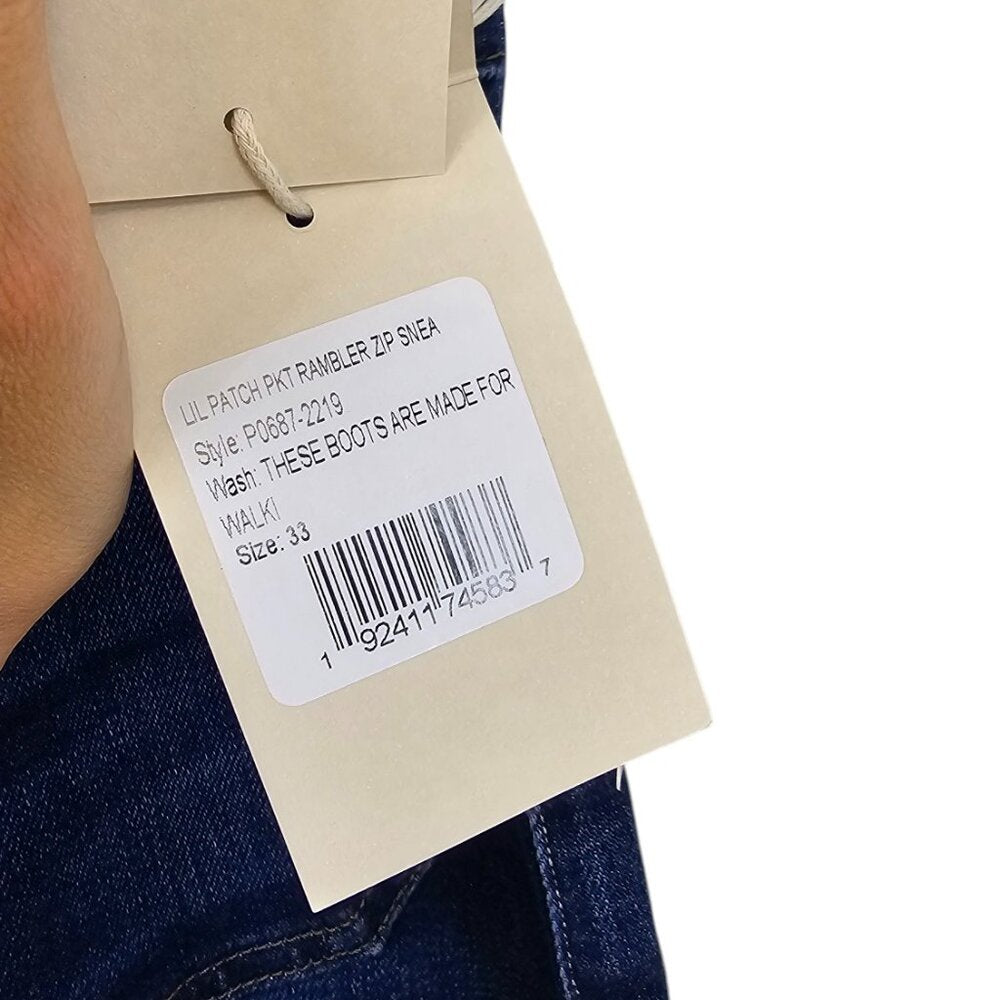 LIL PATCH PKT RAMBLER ZIP SNEA
Style: P0687-2219
Wash: THESE BOOTS ARE MADE FOR
WALKI
Size: 33
1 92411 74583 7